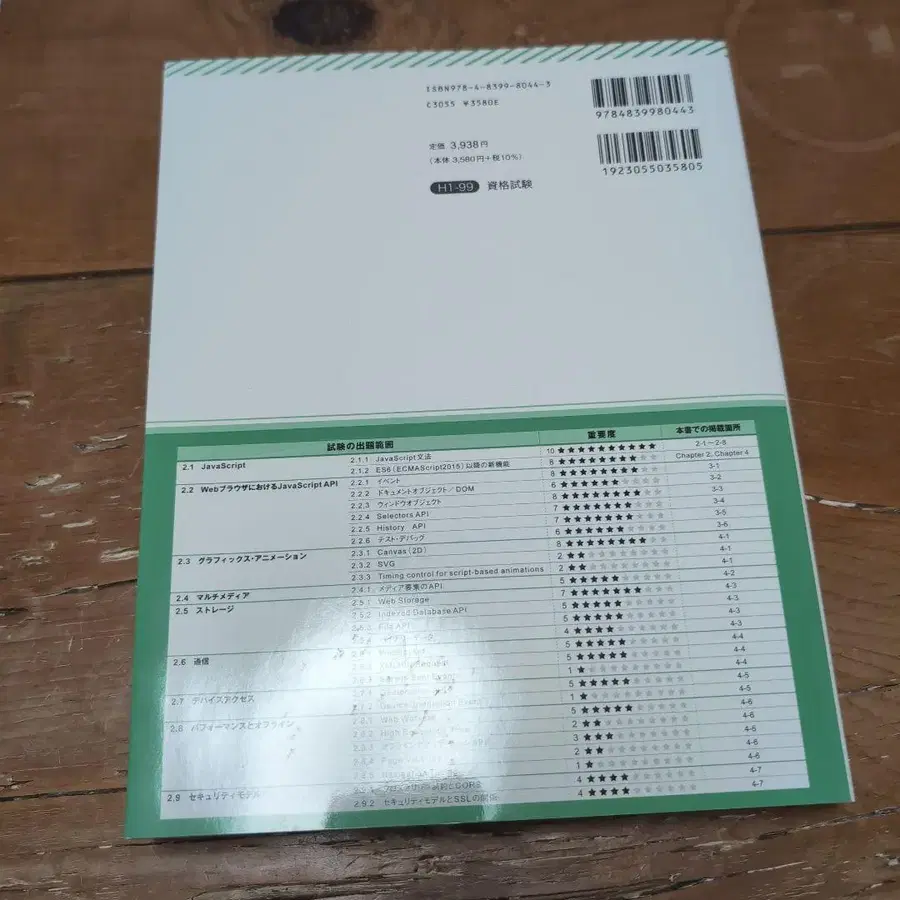 ISBN978-4-8399-8044-3
C3055 ¥3580E
9784839980443
定価 3,938円
(本体 3,580円+税10%)
1923055035805
H1-99 資格試験
試験の出題範囲 重要度 本書での掲載箇所
2.1 JavaScript 2.1.1 JavaScript文法 10 ★★★★★★★★★★ 2-1~2-8
2.1.2 ES6(ECMAScript2015)以降の新機能 8 Chapter 2, Chapter 4
2.2 WebブラウザにおけるJavaScript API 2.2.1 イベント 6 3-1
2.2.2 ドキュメントオブジェクト/DOM 8 3-2
2.2.3 ウィンドウオブジェクト 7 3-3
2.2.4 Selectors API 7 3-4
2.2.5 History API 6 3-5
2.2.6 テスト・デバッグ 8 3-6
2.3 グラフィックス・アニメーション 2.3.1 Canvas(2D) 2 4-1
2.3.2 SVG 2 4-1
2.3.3 Timing control for script-based animations 5 4-1
2.4 マルチメディア 2.4.1 メディア要素のAPI 7 4-2
2.5 ストレージ 2.5.1 Web Storage 5 4-3
2.5.2 Indexed Database API 5 4-3
2.5.3 File API 4 4-3
5 4-4
2.6 通信 5 4-4
1 4-4
5 4-5
2.7 デバイスアクセス 1 4-5
5 4-6
2.8 パフォーマンスとオフライン 2 4-6
3 4-6
2 4-6
1 4-6
4 4-7
2.9 セキュリティモデル 2.9.2 セキュリティモデルとSSLの関係 4 4-7